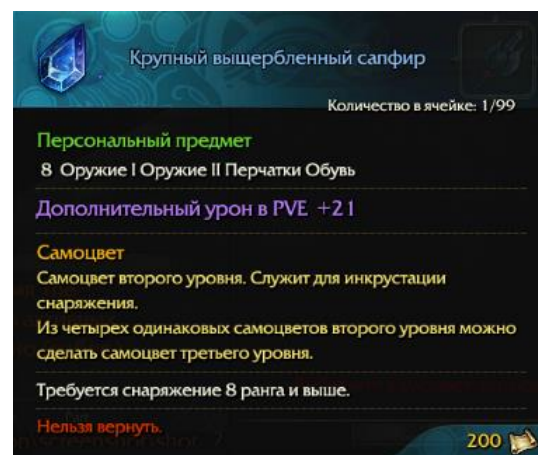 Крупный выщербленный сапфир
Количество в ячейке: 1/99
Персональный предмет
8 Оружие I Оружие II Перчатки Обувь
Дополнительный урон в PVE +21
Самоцвет
Самоцвет второго уровня. Служит для инкрустации
снаряжения.
Из четырех одинаковых самоцветов второго уровня можно
сделать самоцвет третьего уровня.
Требуется снаряжение 8 ранга и выше.
Нельзя вернуть.
200